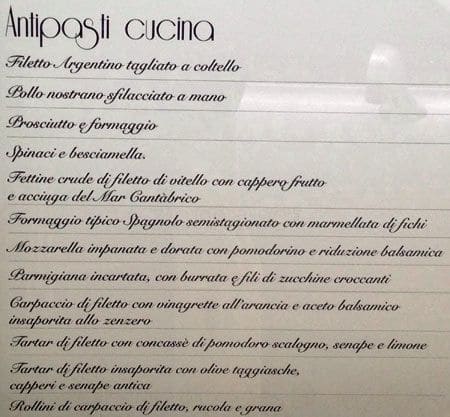 Antipasti cucina
Filetto Argentino tagliato a coltello
Pollo nostrano sfilacciato a mano
Prosciutto e formaggio
Spinaci e besciamella.
Fettine crude di filetto di vitello con cappero frutto
e acciuga del Mar Cantàbrico
Formaggio tipico Spagnolo semistagionato con marmellata di fichi
Mozzarella impanata e dorata con pomodorino e riduzione balsamica
Parmigiana incartata, con burrata e fili di zucchine croccanti
Carpaccio di filetto con vinagrette all'arancia e aceto balsamico
insaporita allo zenzero
Tartar di filetto con concassè di pomodoro scalogno, senape e limone
Tartar di filetto insaporita con olive taggiasche,
capperi e senape antica
Rollini di carpaccio di filetto, rucola e grana